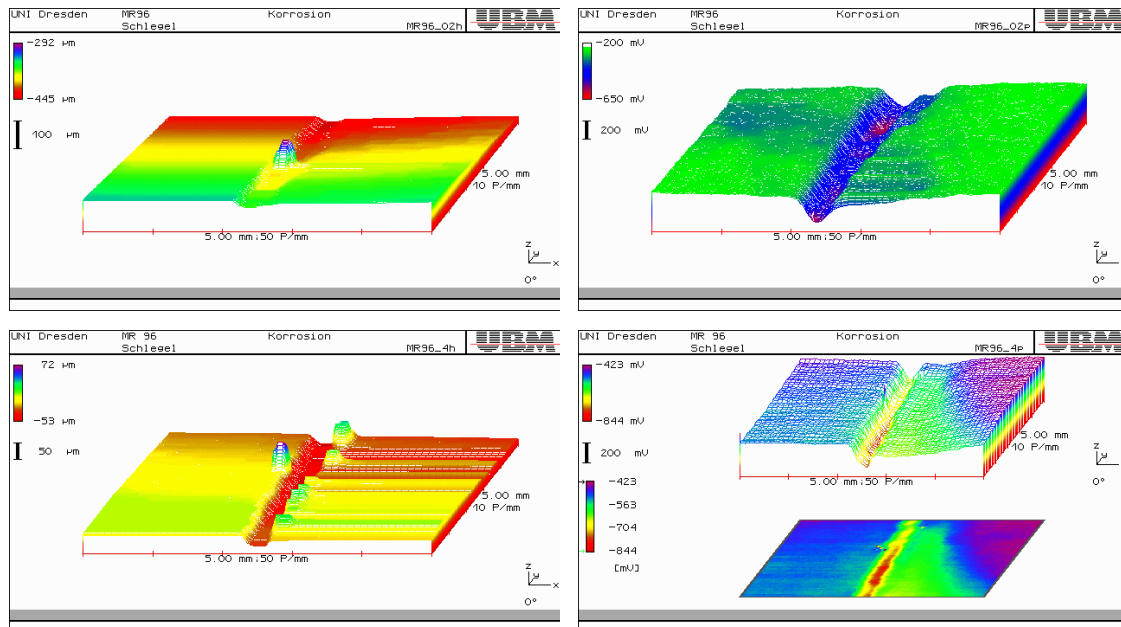 UNI Dresden MR96 Korrosion UBM
Schlegel MR96_02h
-292 µm
-445 µm
100 µm
5.00 mm
10 P/mm
5.00 mm:50 P/mm
z
y
x
0°
UNI Dresden MR96 Korrosion UBM
Schlegel MR96_02p
-200 mV
-650 mV
200 mV
5.00 mm
10 P/mm
5.00 mm:50 P/mm
z
y
x
0°
UNI Dresden MR 96 Korrosion UBM
Schlegel MR96_4h
72 µm
-53 µm
50 µm
5.00 mm
10 P/mm
5.00 mm:50 P/mm
z
y
x
0°
UNI Dresden MR 96 Korrosion UBM
Schlegel MR96_4p
-423 mV
-844 mV
200 mV
5.00 mm
10 P/mm
5.00 mm:50 P/mm
z
y
x
0°
-423
-563
-704
-844
[mV]